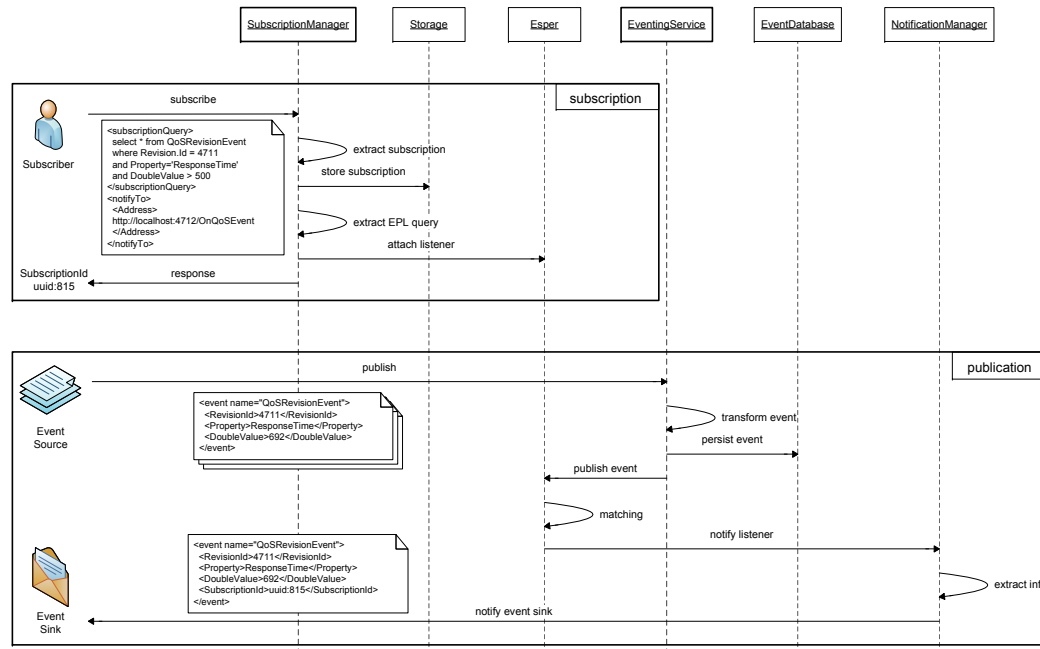 SubscriptionManager
Storage
Esper
EventingService
EventDatabase
NotificationManager
subscription
subscribe
Subscriber
<subscriptionQuery>
select * from QoSRevisionEvent
where Revision.Id = 4711
and Property='ResponseTime'
and DoubleValue > 500
</subscriptionQuery>
<notifyTo>
<Address>
http://localhost:4712/OnQoSEvent
</Address>
</notifyTo>
extract subscription
store subscription
extract EPL query
attach listener
SubscriptionId
uuid:815
response
publication
publish
Event
Source
<event name="QoSRevisionEvent">
<RevisionId>4711</RevisionId>
<Property>ResponseTime</Property>
<DoubleValue>692</DoubleValue>
</event>
transform event
persist event
publish event
matching
notify listener
<event name="QoSRevisionEvent">
<RevisionId>4711</RevisionId>
<Property>ResponseTime</Property>
<DoubleValue>692</DoubleValue>
<SubscriptionId>uuid:815</SubscriptionId>
</event>
extract inf
notify event sink
Event
Sink